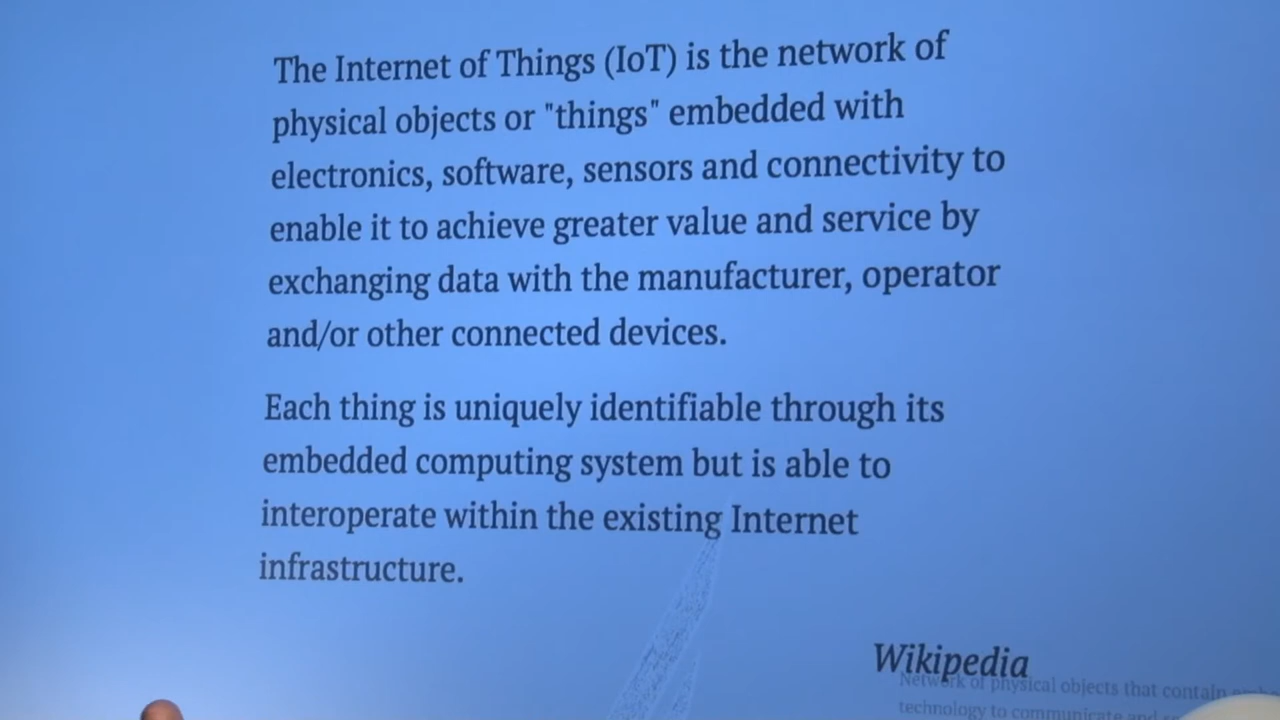 The Internet of Things (IoT) is the network of
physical objects or "things" embedded with
electronics, software, sensors and connectivity to
enable it to achieve greater value and service by
exchanging data with the manufacturer, operator
and/or other connected devices.
Each thing is uniquely identifiable through its
embedded computing system but is able to
interoperate within the existing Internet
infrastructure.
Wikipedia
Network of physical objects that contain
technology to communicate and